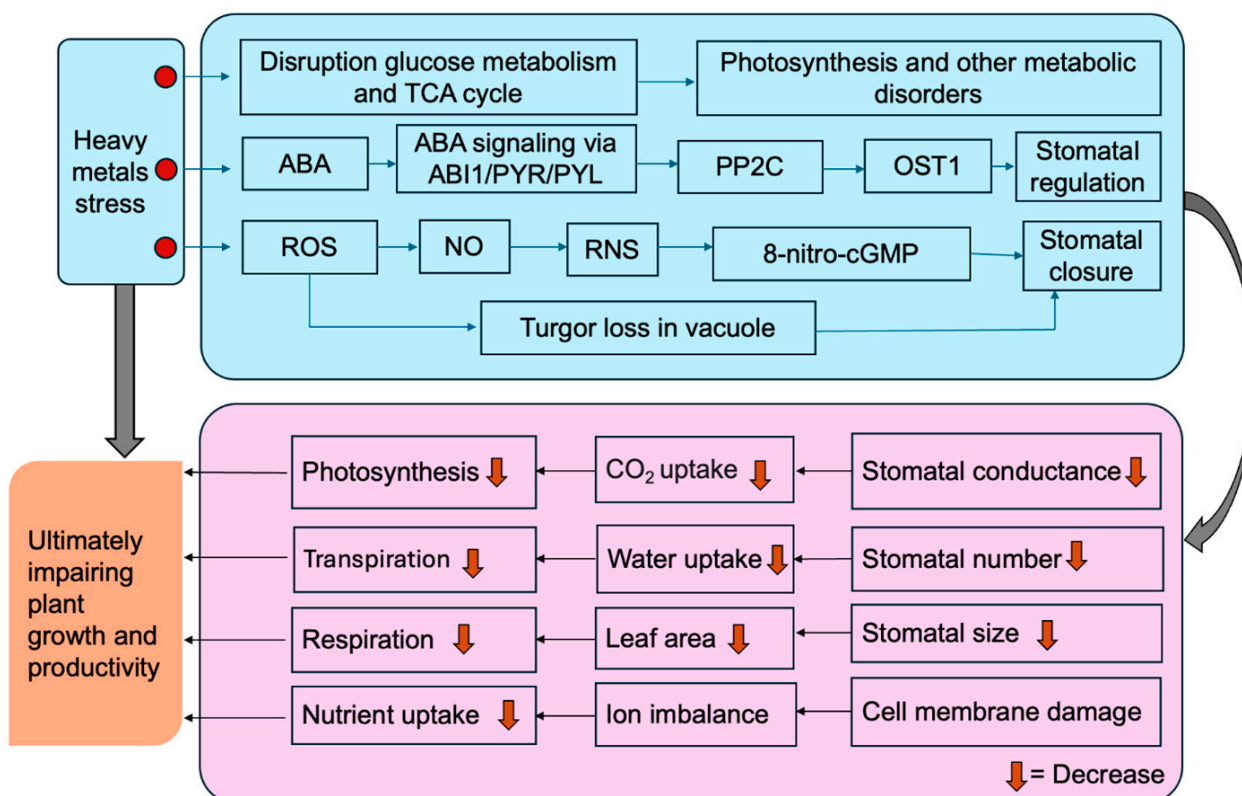 Heavy
metals
stress
Disruption glucose metabolism
and TCA cycle
Photosynthesis and other metabolic
disorders
ABA
ABA signaling via
ABI1/PYR/PYL
PP2C
OST1
Stomatal
regulation
ROS
NO
RNS
8-nitro-cGMP
Stomatal
closure
Turgor loss in vacuole
Ultimately
impairing
plant
growth and
productivity
Photosynthesis
CO₂ uptake
Stomatal conductance
Transpiration
Water uptake
Stomatal number
Respiration
Leaf area
Stomatal size
Nutrient uptake
Ion imbalance
Cell membrane damage
= Decrease